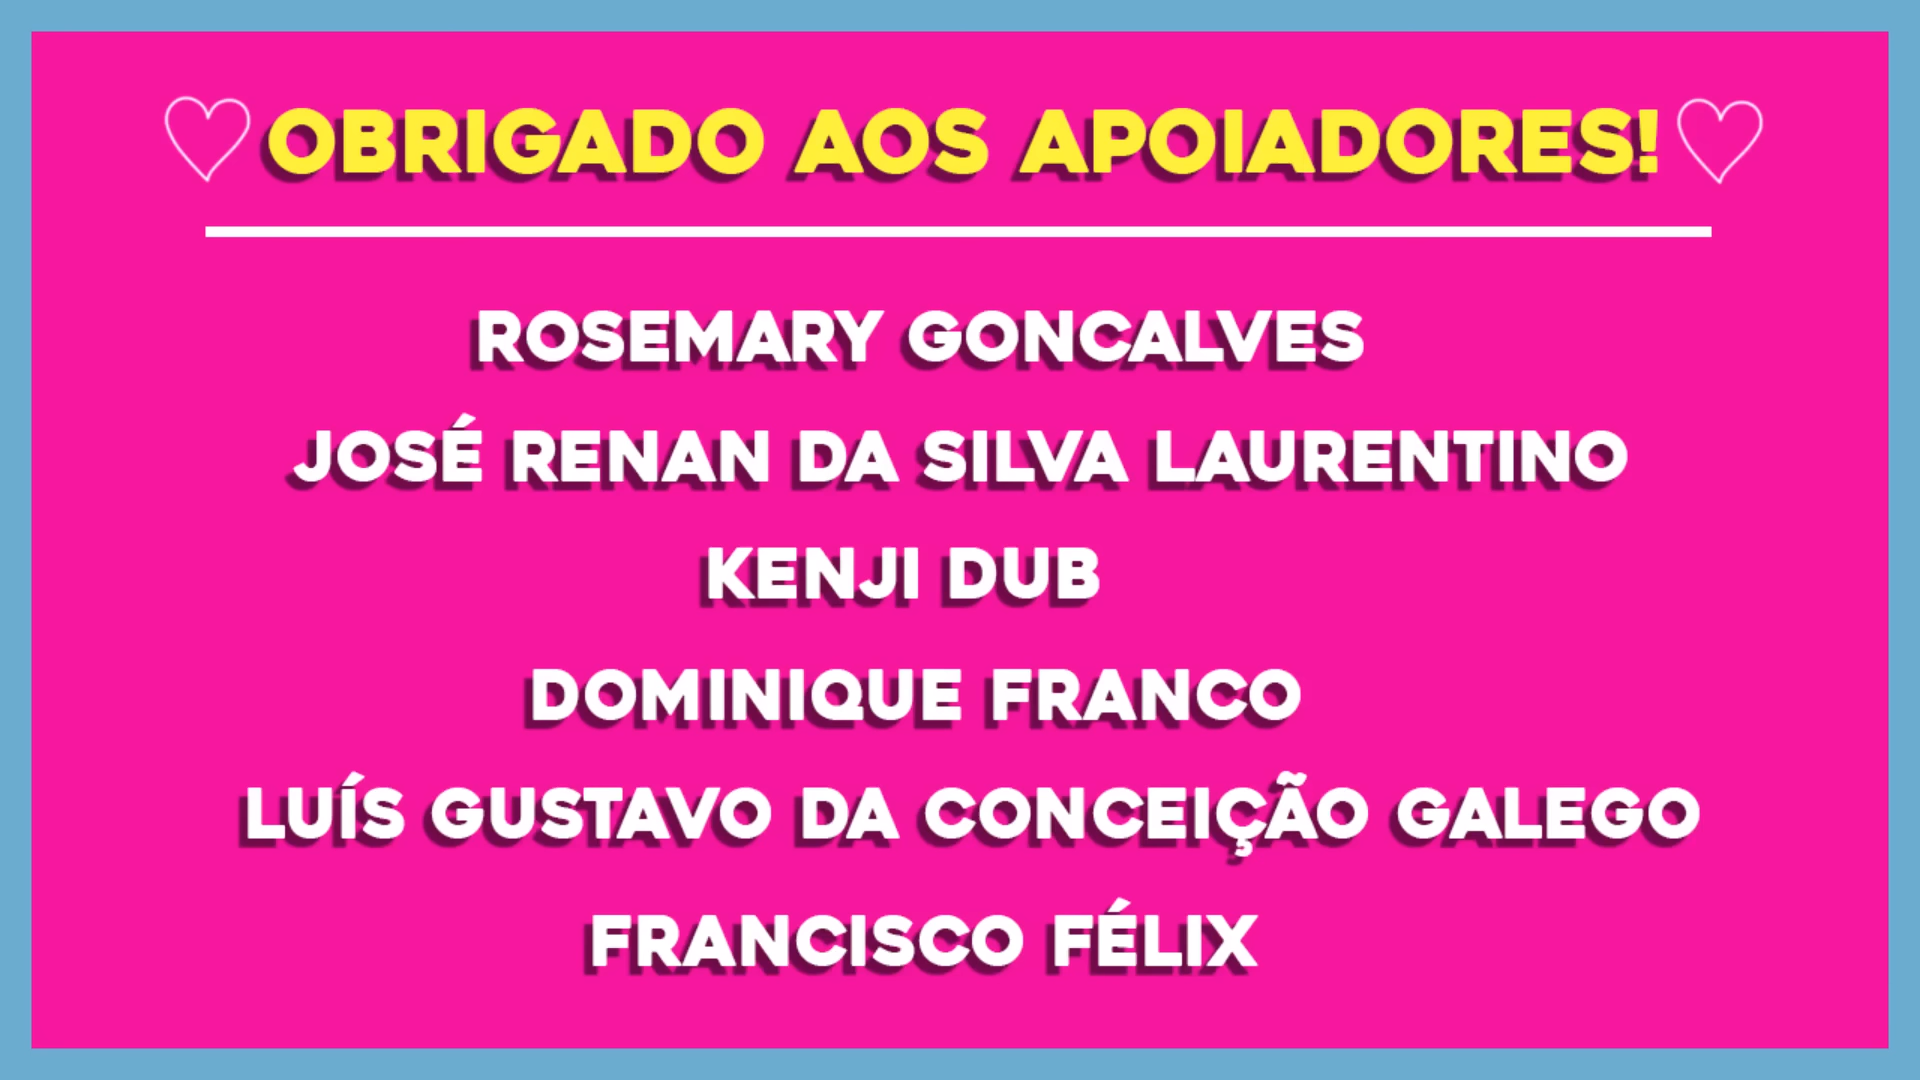 OBRIGADO AOS APOIADORES!
ROSEMARY GONCALVES
JOSÉ RENAN DA SILVA LAURENTINO
KENJI DUB
DOMINIQUE FRANCO
LUÍS GUSTAVO DA CONCEIÇÃO GALEGO
FRANCISCO FÉLIX